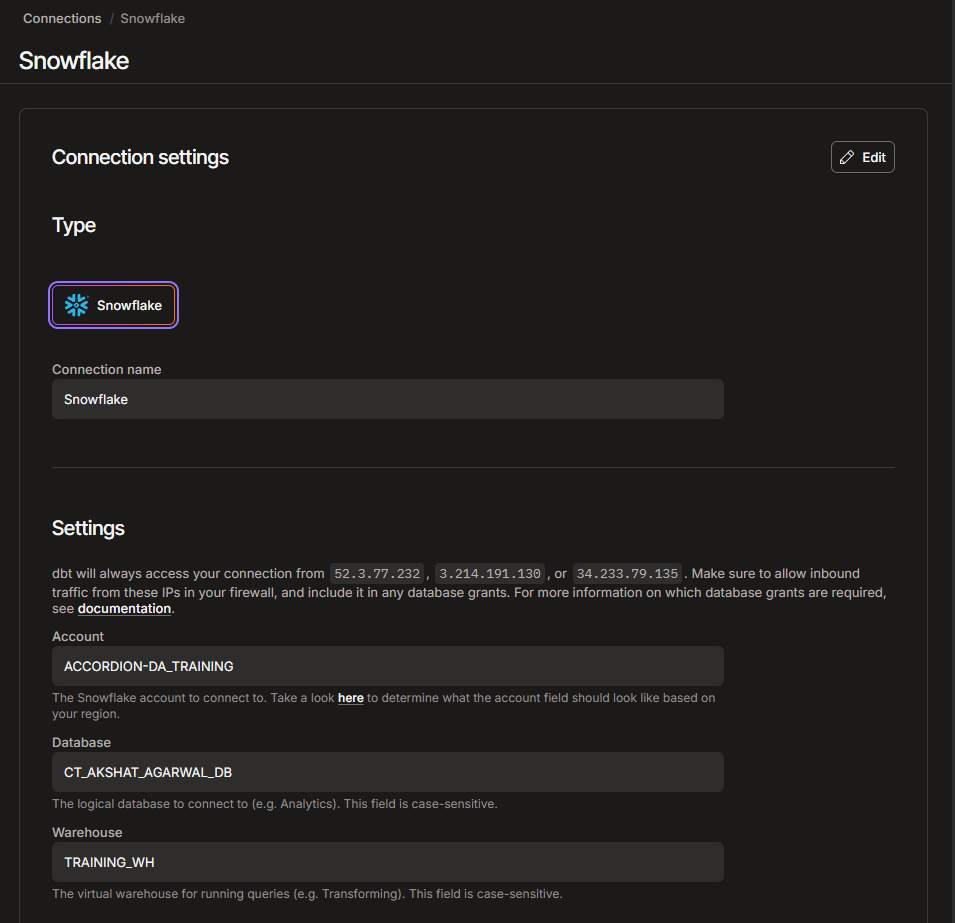 Connections / Snowflake
Snowflake
Connection settings
Edit
Type
Snowflake
Connection name
Snowflake
Settings
dbt will always access your connection from 52.3.77.232 , 3.214.191.130 , or 34.233.79.135 . Make sure to allow inbound
traffic from these IPs in your firewall, and include it in any database grants. For more information on which database grants are required,
see documentation.
Account
ACCORDION-DA_TRAINING
The Snowflake account to connect to. Take a look here to determine what the account field should look like based on
your region.
Database
CT_AKSHAT_AGARWAL_DB
The logical database to connect to (e.g. Analytics). This field is case-sensitive.
Warehouse
TRAINING_WH
The virtual warehouse for running queries (e.g. Transforming). This field is case-sensitive.